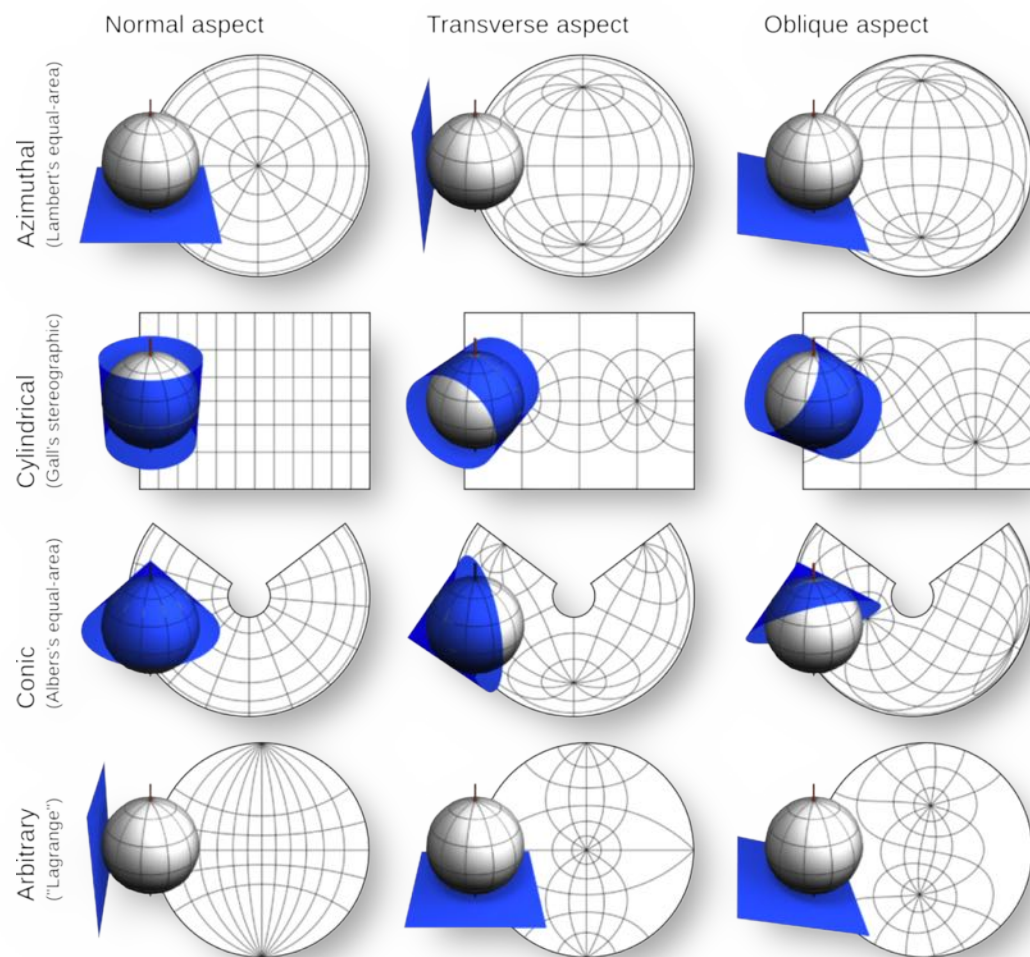 Normal aspect
Transverse aspect
Oblique aspect
Azimuthal
(Lambert's equal-area)
Cylindrical
(Gall's stereographic)
Conic
(Albers's equal-area)
Arbitrary
("Lagrange")